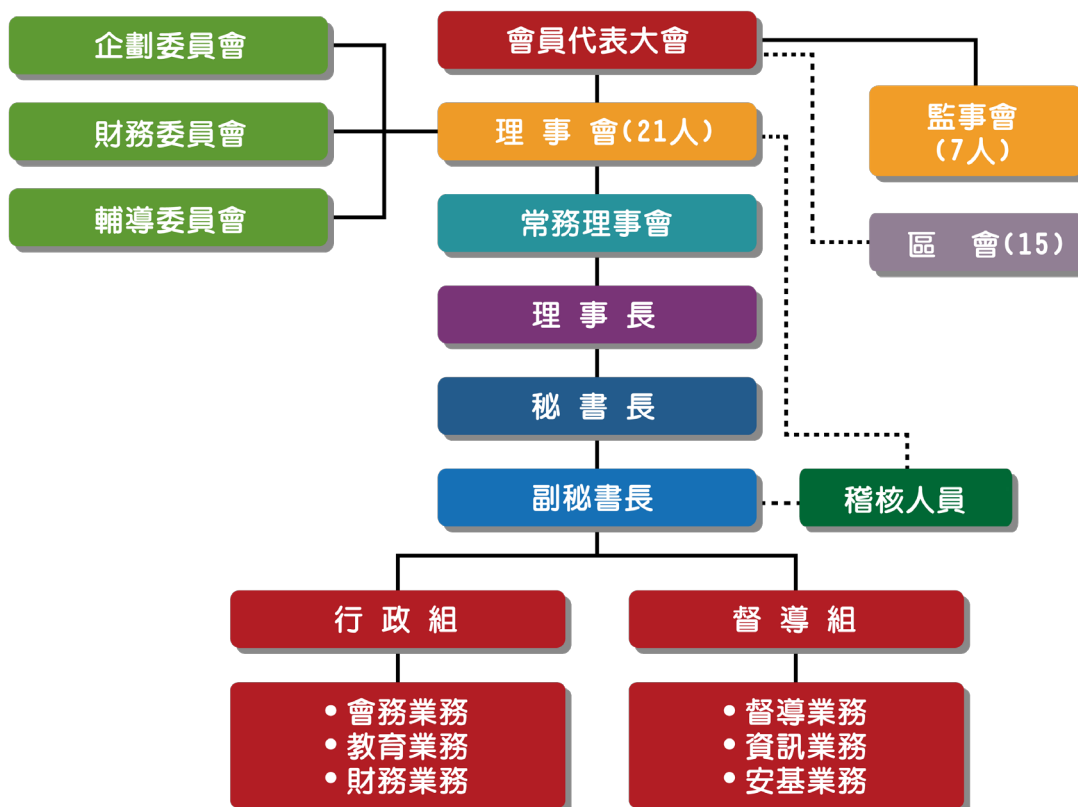 企劃委員會
財務委員會
輔導委員會
會員代表大會
理 事 會(21人)
常務理事會
理 事 長
秘 書 長
副秘書長
監事會
(7人)
區 會(15)
稽核人員
行 政 組
• 會務業務
• 教育業務
• 財務業務
督 導 組
• 督導業務
• 資訊業務
• 安基業務